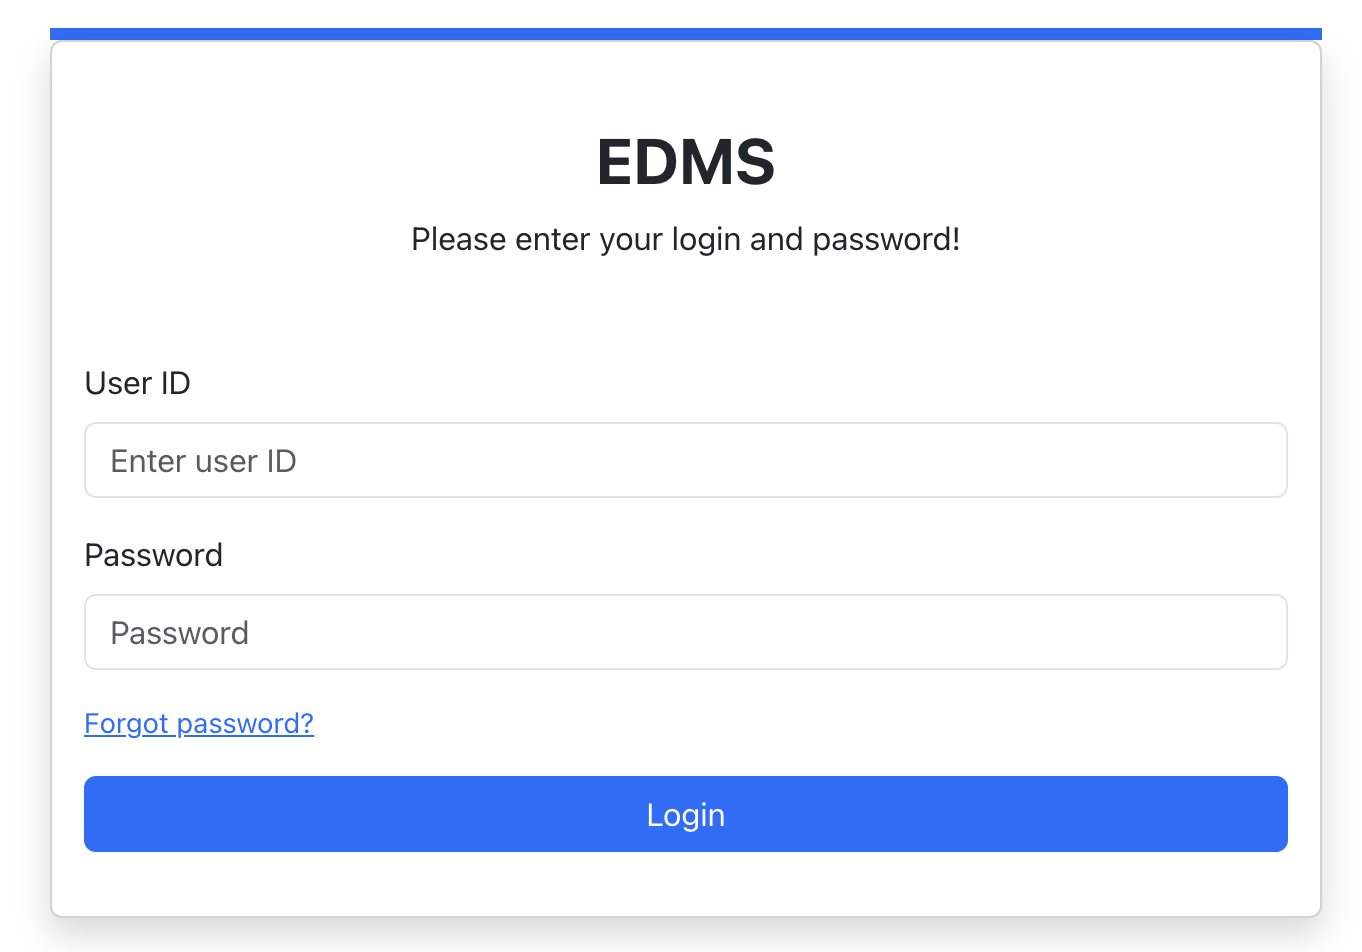 EDMS
Please enter your login and password!
User ID
Enter user ID
Password
Password
Forgot password?
Login